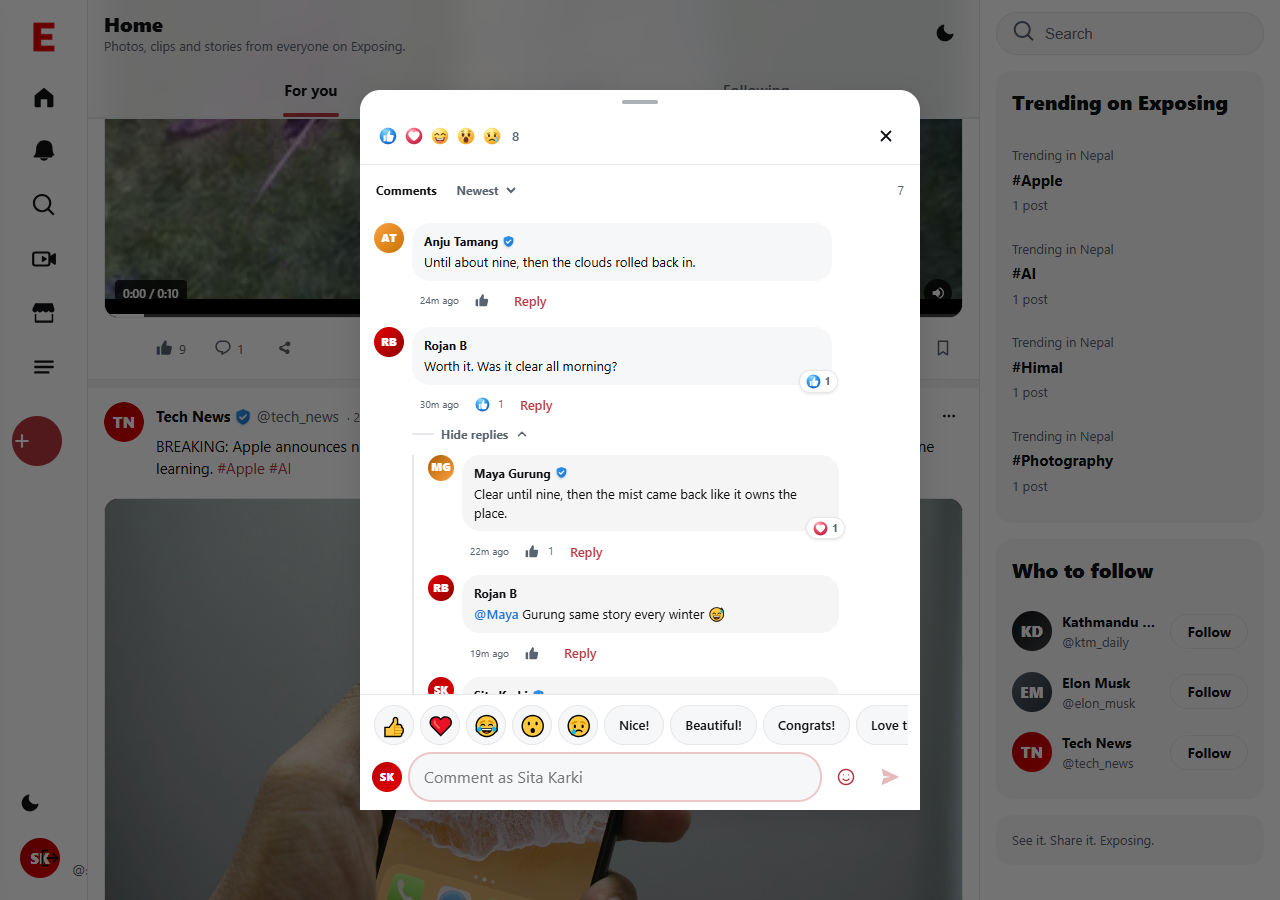 E
Home
Photos, clips and stories from everyone on Exposing.
For you
Following
0:00 / 0:10
9
1
TN
Tech News @tech_news · 2
BREAKING: Apple announces n
ne
learning. #Apple #AI
8
Comments Newest
7
AT
Anju Tamang
Until about nine, then the clouds rolled back in.
24m ago
Reply
RB
Rojan B
Worth it. Was it clear all morning?
1
30m ago
1
Reply
Hide replies
MG
Maya Gurung
Clear until nine, then the mist came back like it owns the
place.
1
22m ago
1
Reply
RB
Rojan B
@Maya Gurung same story every winter
19m ago
Reply
SK
Sita Karki
Nice!
Beautiful!
Congrats!
Love t
SK
Comment as Sita Karki
Search
Trending on Exposing
Trending in Nepal
#Apple
1 post
Trending in Nepal
#AI
1 post
Trending in Nepal
#Himal
1 post
Trending in Nepal
#Photography
1 post
Who to follow
KD
Kathmandu ...
@ktm_daily
Follow
EM
Elon Musk
@elon_musk
Follow
TN
Tech News
@tech_news
Follow
See it. Share it. Exposing.
SK
@s